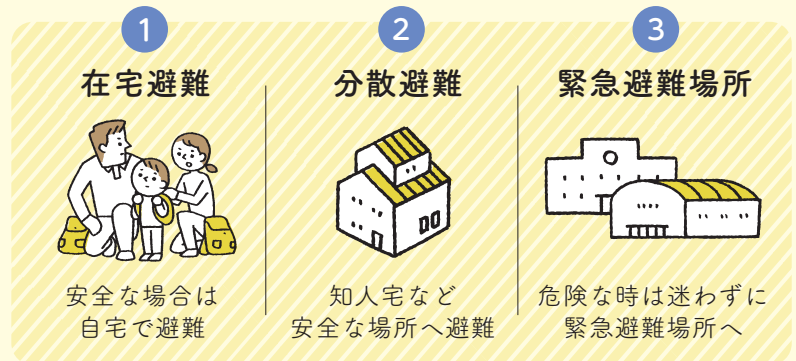 1
在宅避難
安全な場合は
自宅で避難
2
分散避難
知人宅など
安全な場所へ避難
3
緊急避難場所
危険な時は迷わずに
緊急避難場所へ